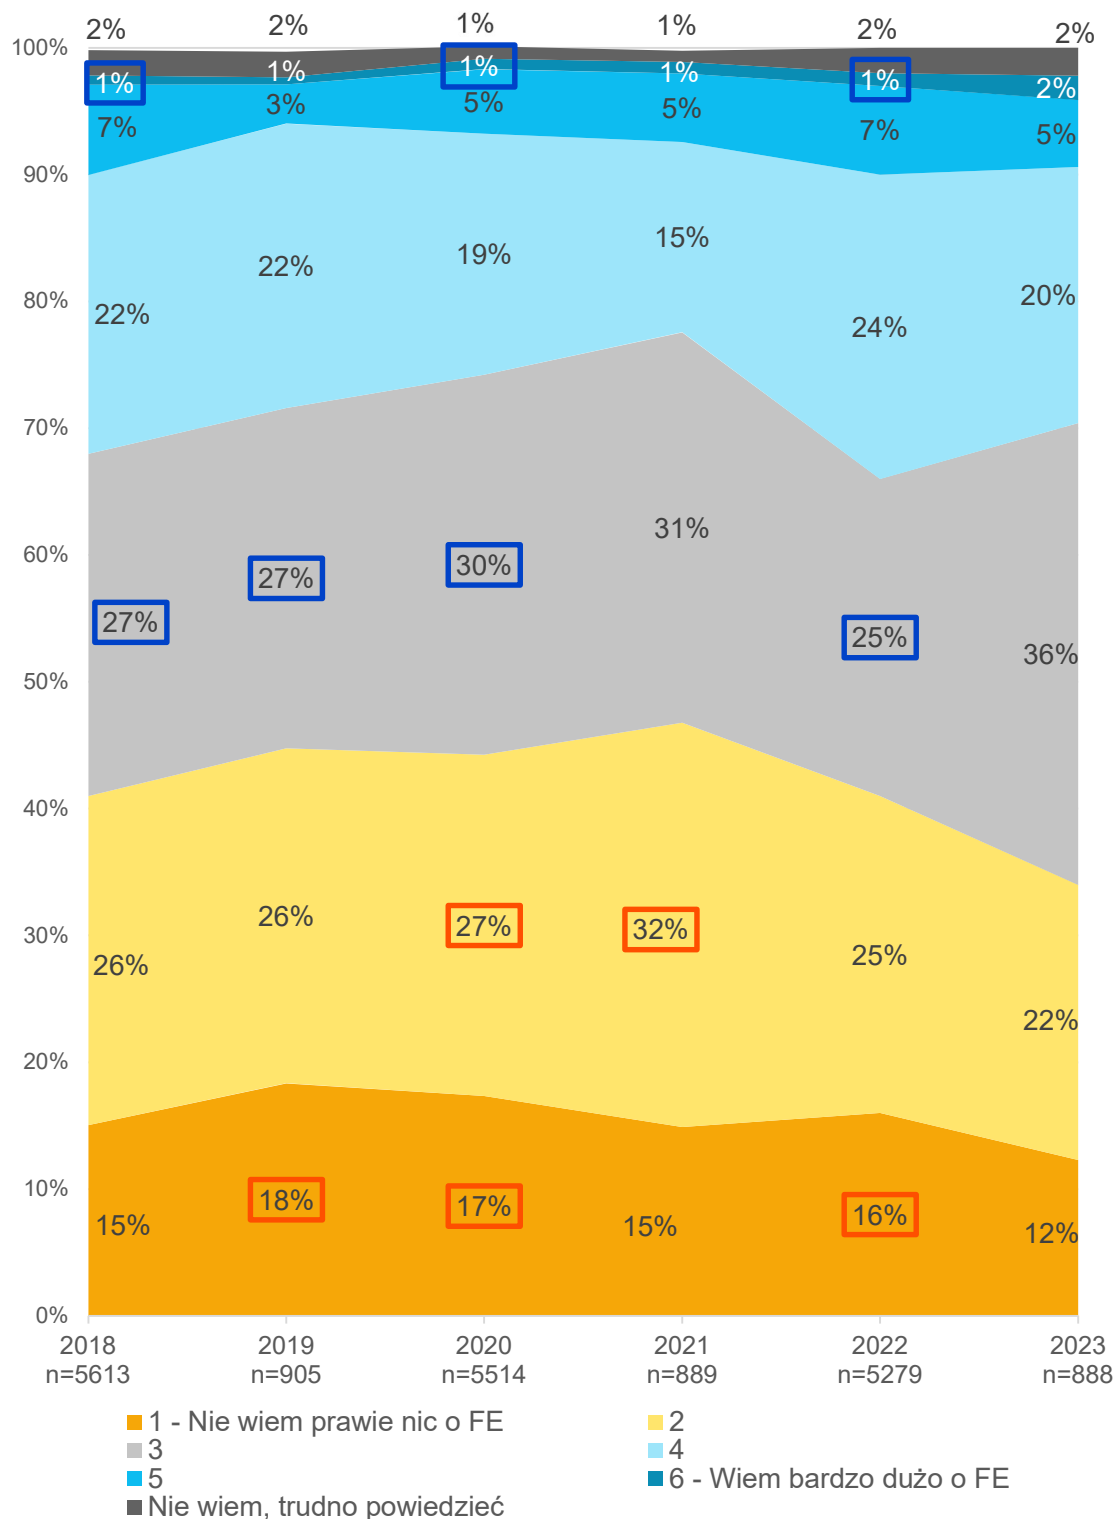 2% 2% 1% 1% 2% 2%
100%
1% 1% 1% 1% 1% 2%
7% 3% 5% 5% 7% 5%
90%
22% 22% 19% 15% 24% 20%
80%
70%
27% 27% 30% 31% 25% 36%
60%
50%
40%
26% 26% 27% 32% 25% 22%
30%
20%
15% 18% 17% 15% 16% 12%
10%
0%
2018 2019 2020 2021 2022 2023
n=5613 n=905 n=5514 n=889 n=5279 n=888
1 - Nie wiem prawie nic o FE 2
3 4
5 6 - Wiem bardzo dużo o FE
Nie wiem, trudno powiedzieć